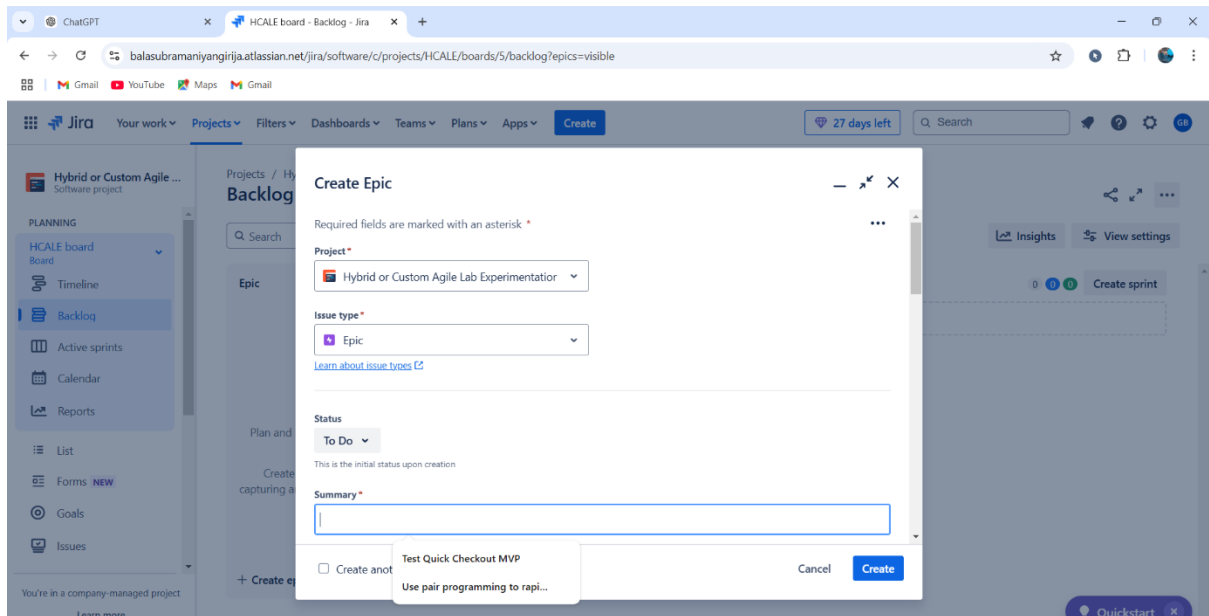 ChatGPT
HCALE board - Backlog - Jira
balasubramaniyangirija.atlassian.net/jira/software/c/projects/HCALE/boards/5/backlog?epics=visible
Gmail YouTube Maps Gmail
Jira Your work Projects Filters Dashboards Teams Plans Apps Create 27 days left Search GB
Hybrid or Custom Agile ...
Software project
PLANNING
HCALE board
Board
Timeline
Backlog
Active sprints
Calendar
Reports
List
Forms NEW
Goals
Issues
You're in a company-managed project
Learn more
Projects / Hy
Backlog
Search
Epic
Plan and
Create
capturing a
+ Create ep
Insights
View settings
0 0 0 Create sprint
Quickstart
Create Epic
Required fields are marked with an asterisk *
Project *
Hybrid or Custom Agile Lab Experimentation
Issue type *
Epic
Learn about issue types
Status
To Do
This is the initial status upon creation
Summary *
Test Quick Checkout MVP
Use pair programming to rapi...
Create anot
Cancel
Create